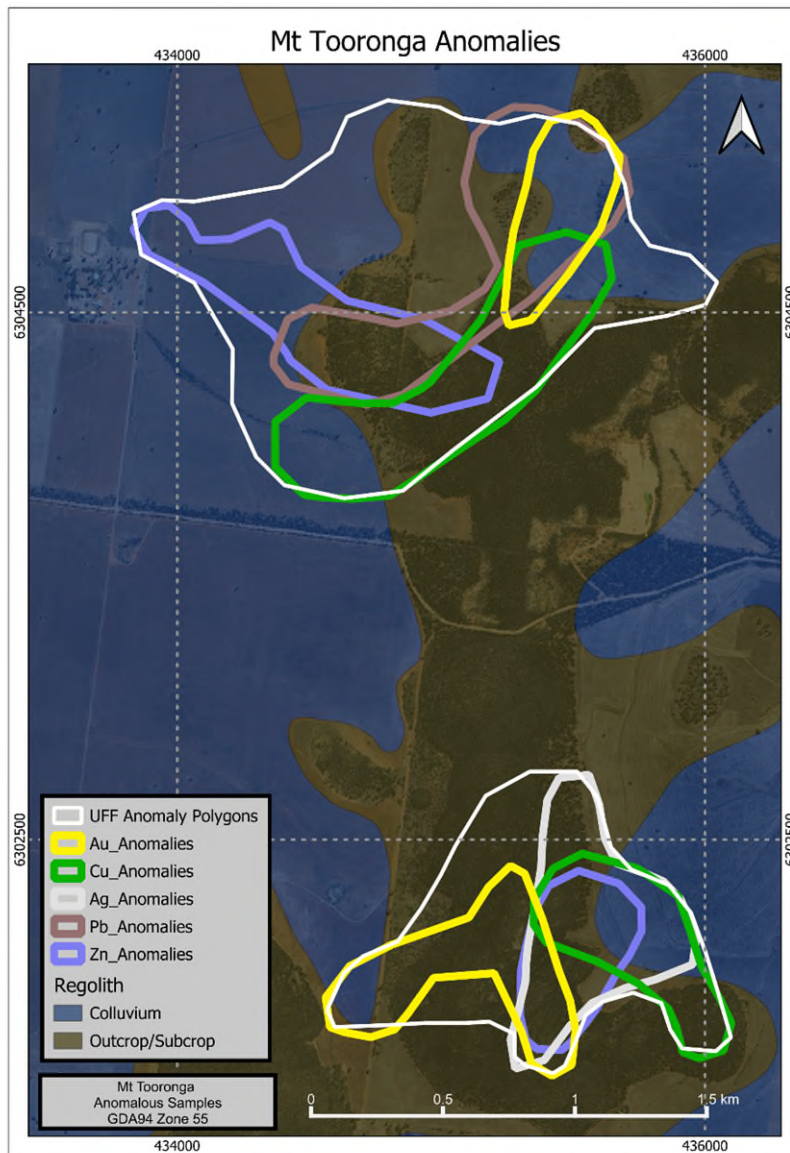 Mt Tooronga Anomalies
434000 436000
6304500 6304500
6302500 6302500
UFF Anomaly Polygons
Au_Anomalies
Cu_Anomalies
Ag_Anomalies
Pb_Anomalies
Zn_Anomalies
Regolith
Colluvium
Outcrop/Subcrop
Mt Tooronga
Anomalous Samples
GDA94 Zone 55
0 0.5 1 1.5 km
434000 436000